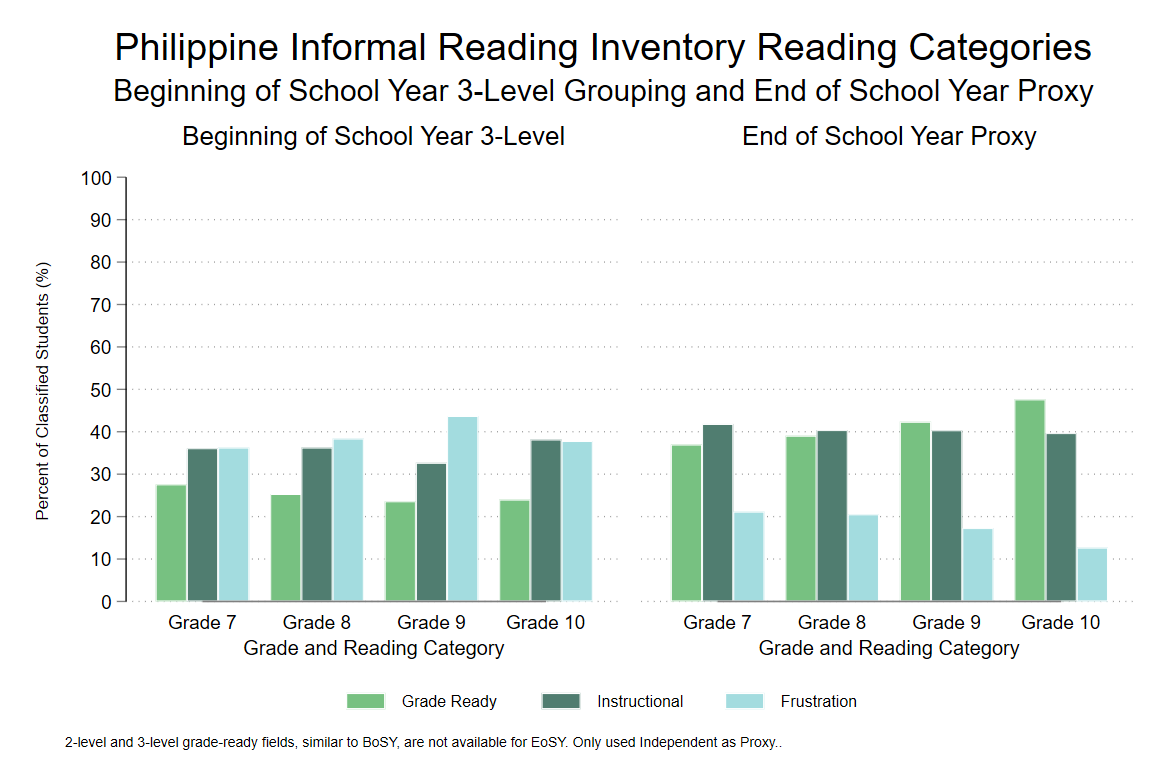 Philippine Informal Reading Inventory Reading Categories
Beginning of School Year 3-Level Grouping and End of School Year Proxy
Beginning of School Year 3-Level
End of School Year Proxy
Percent of Classified Students (%)
100
90
80
70
60
50
40
30
20
10
0
Grade 7 Grade 8 Grade 9 Grade 10
Grade and Reading Category
Grade 7 Grade 8 Grade 9 Grade 10
Grade and Reading Category
Grade Ready Instructional Frustration
2-level and 3-level grade-ready fields, similar to BoSY, are not available for EoSY. Only used Independent as Proxy..